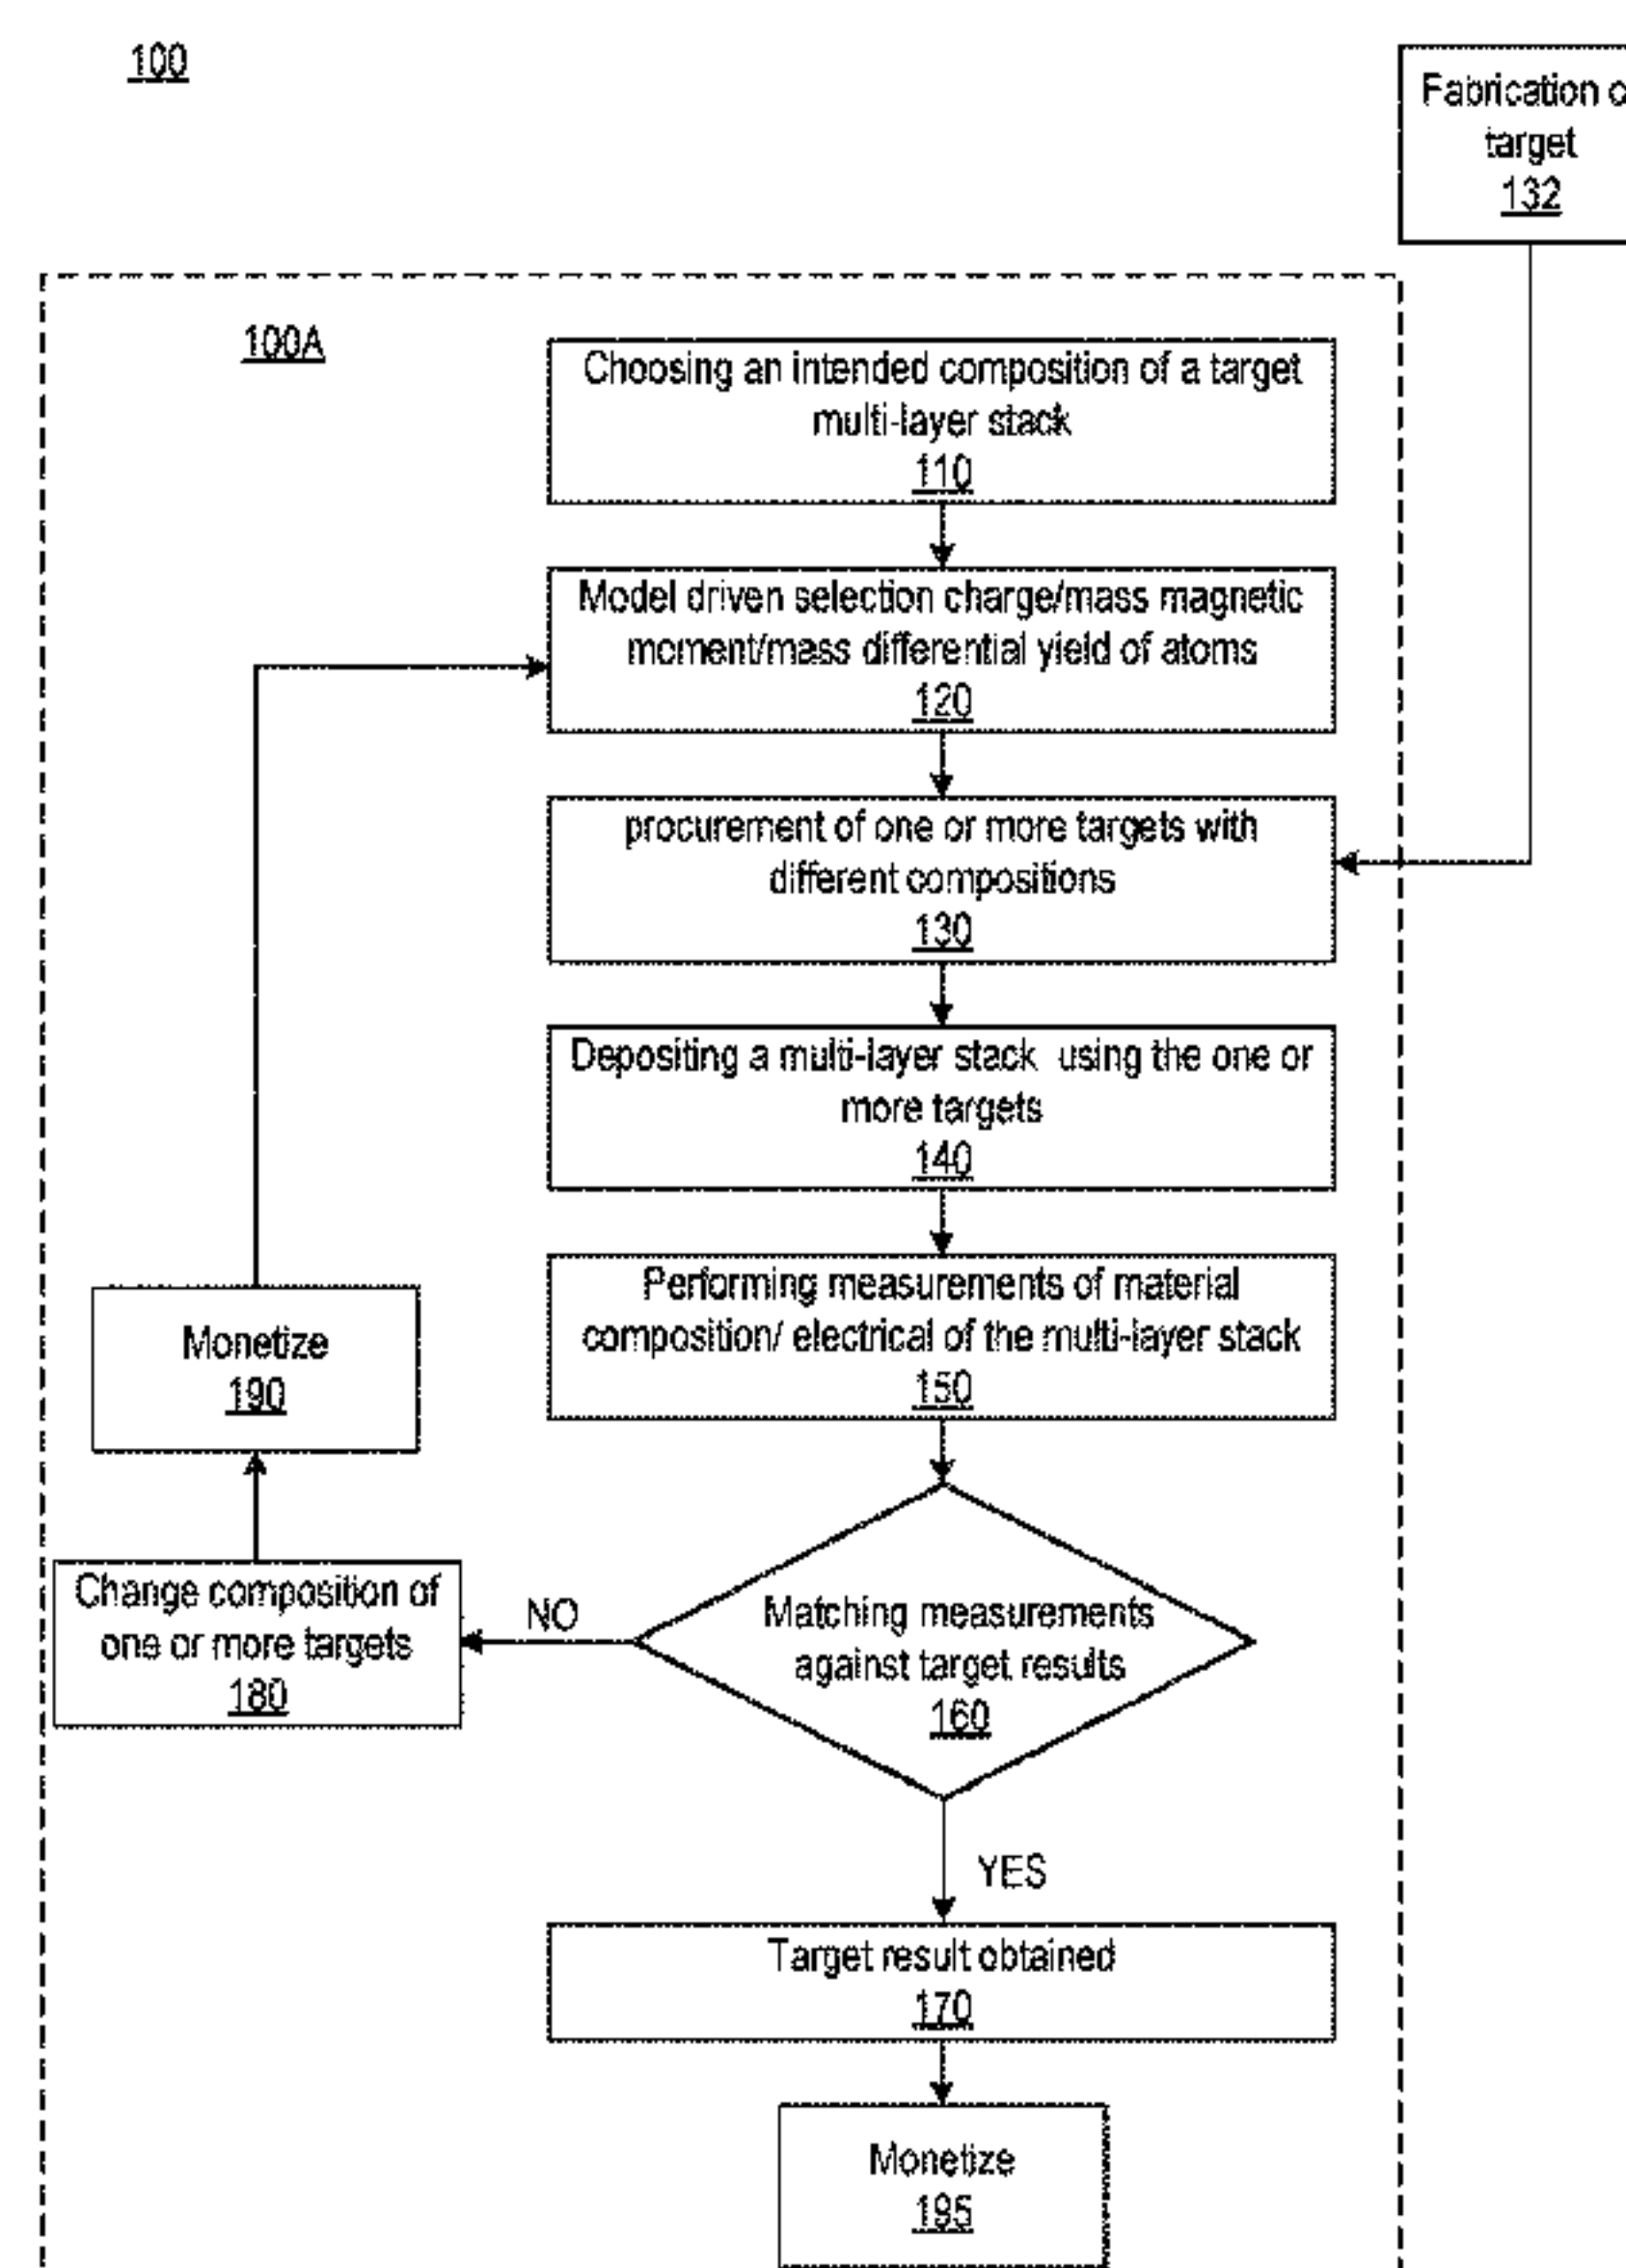 100
Fabrication
target
132
100A
Choosing an intended composition of a target
multi-layer stack
110
Model driven selection charge/mass magnetic
moment/mass differential yield of atoms
120
procurement of one or more targets with
different compositions
130
Depositing a multi-layer stack using the one or
more targets
140
Performing measurements of material
composition/ electrical of the multi-layer stack
150
Monetize
190
Change composition of
one or more targets
180
NO
Matching measurements
against target results
160
YES
Target result obtained
170
Monetize
195